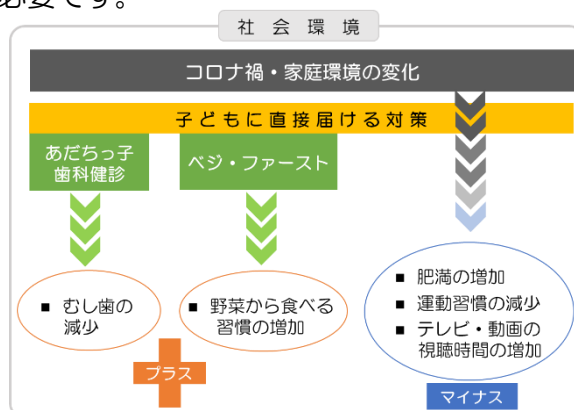 必要です。
社会環境
コロナ禍・家庭環境の変化
子どもに直接届ける対策
あだちっ子
歯科健診
ベジ・ファースト
■ むし歯の
減少
■ 野菜から食べる
習慣の増加
■ 肥満の増加
■ 運動習慣の減少
■ テレビ・動画の
視聴時間の増加
プラス
マイナス